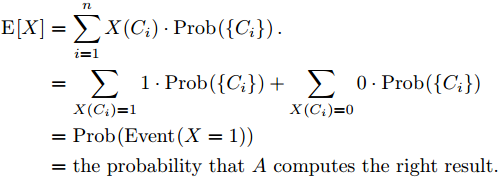 E[X] = ∑_{i=1}^{n} X(C_i) · Prob({C_i}) .
= ∑_{X(C_i)=1} 1 · Prob({C_i}) + ∑_{X(C_i)=0} 0 · Prob({C_i})
= Prob(Event(X = 1))
= the probability that A computes the right result.